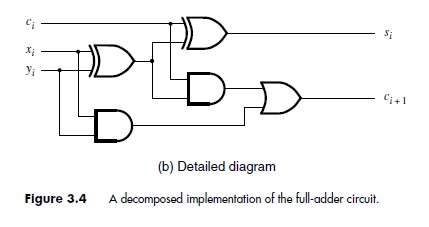 c_i
s_i
x_i
y_i
c_{i+1}
(b) Detailed diagram
Figure 3.4 A decomposed implementation of the full-adder circuit.